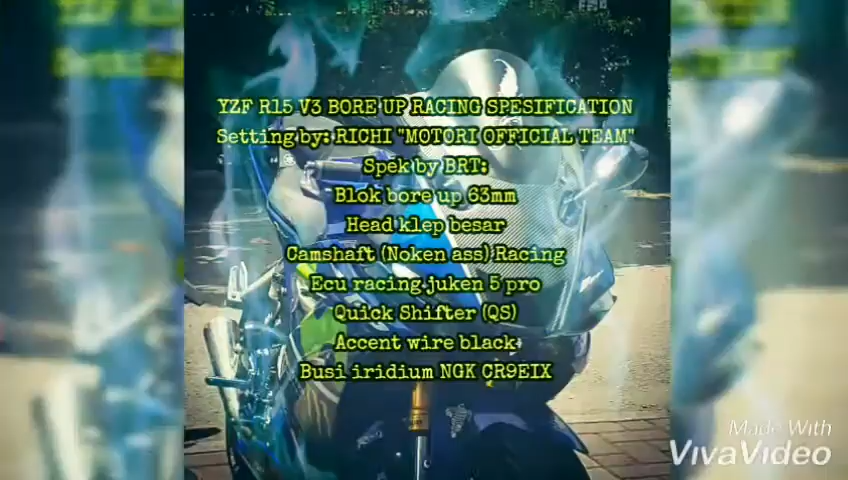 YZF R15 V3 BORE UP RACING SPESIFICATION
Setting by: RICHI "MOTORI OFFICIAL TEAM"
Spek by BRT:
Blok bore up 63mm
Head klep besar
Camshaft (Noken ass) Racing
Ecu racing juken 5 pro
Quick Shifter (QS)
Accent wire black
Busi iridium NGK CR9EIX
Made With
VivaVideo